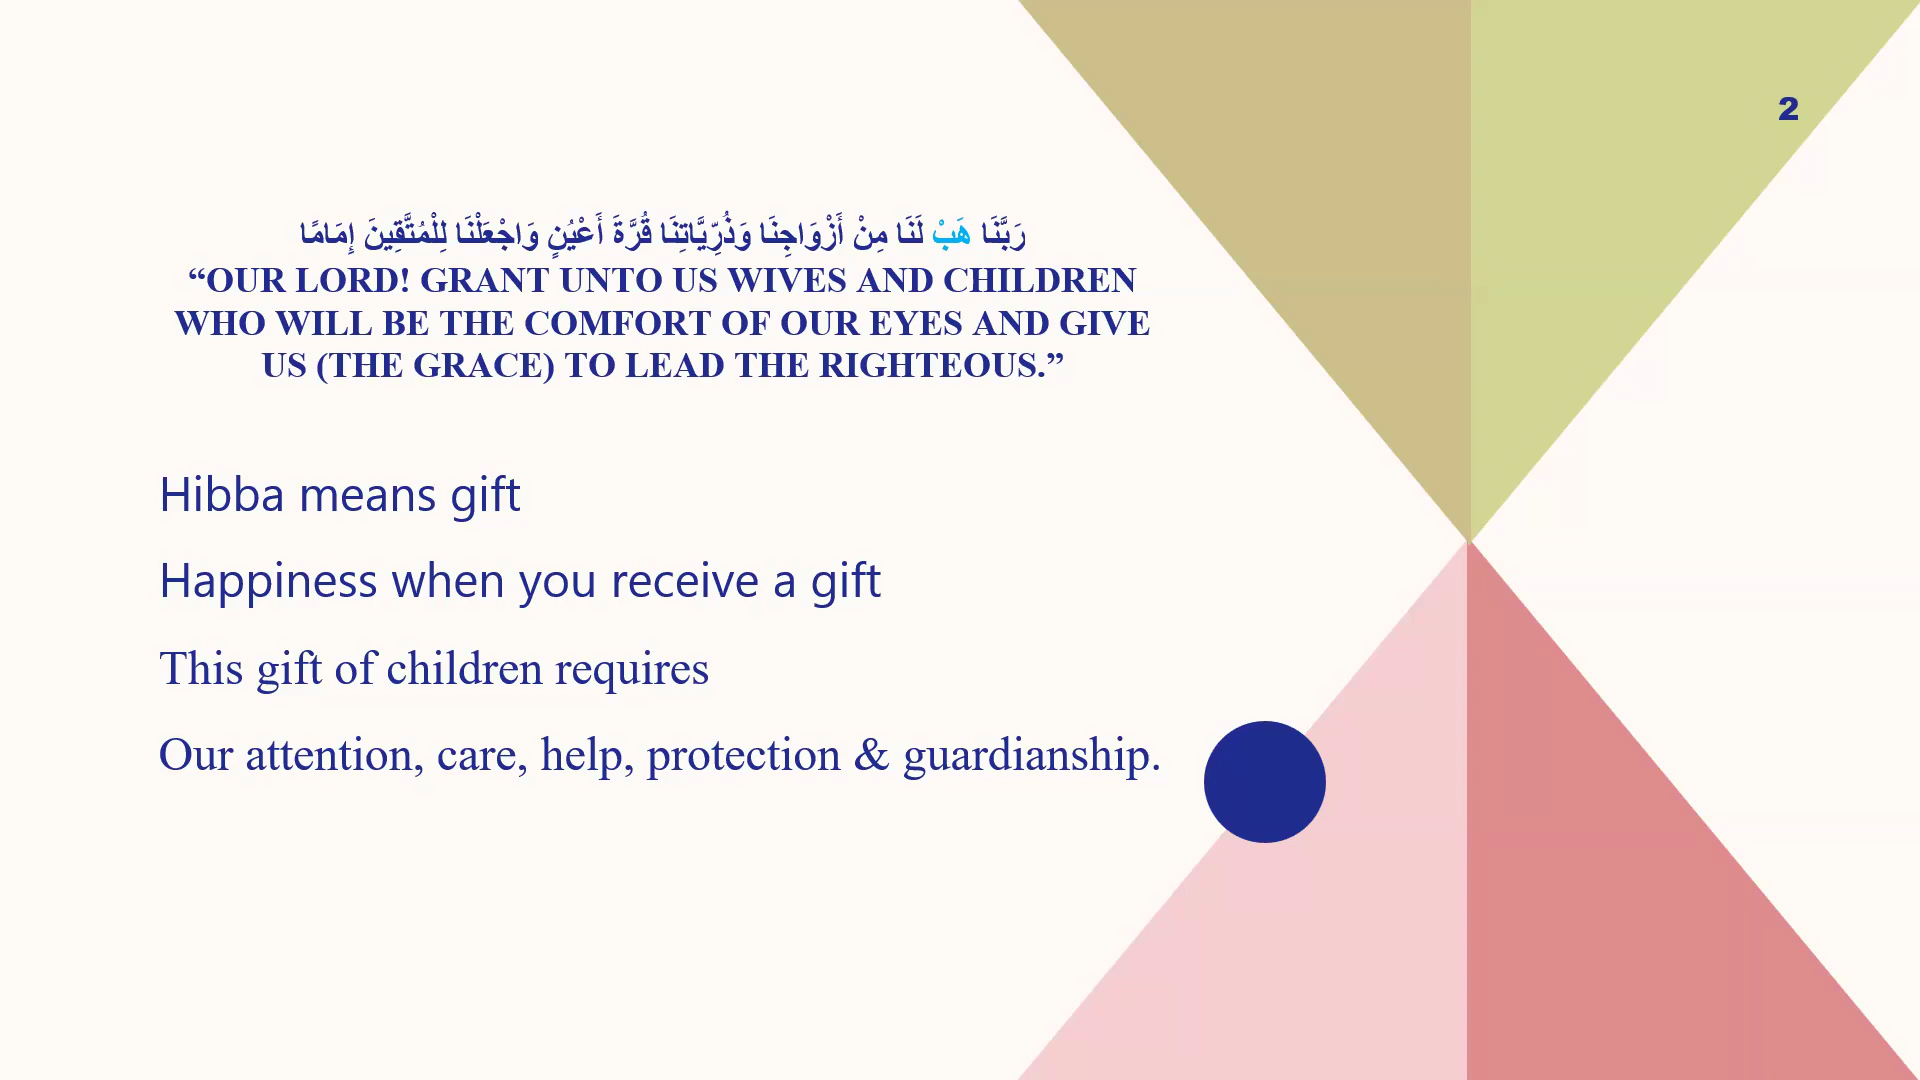 2
رَبَّنَا هَبْ لَنَا مِنْ أَزْوَاجِنَا وَذُرِّيَّاتِنَا قُرَّةَ أَعْيُنٍ وَاجْعَلْنَا لِلْمُتَّقِينَ إِمَامًا
“OUR LORD! GRANT UNTO US WIVES AND CHILDREN
WHO WILL BE THE COMFORT OF OUR EYES AND GIVE
US (THE GRACE) TO LEAD THE RIGHTEOUS.”
Hibba means gift
Happiness when you receive a gift
This gift of children requires
Our attention, care, help, protection & guardianship.